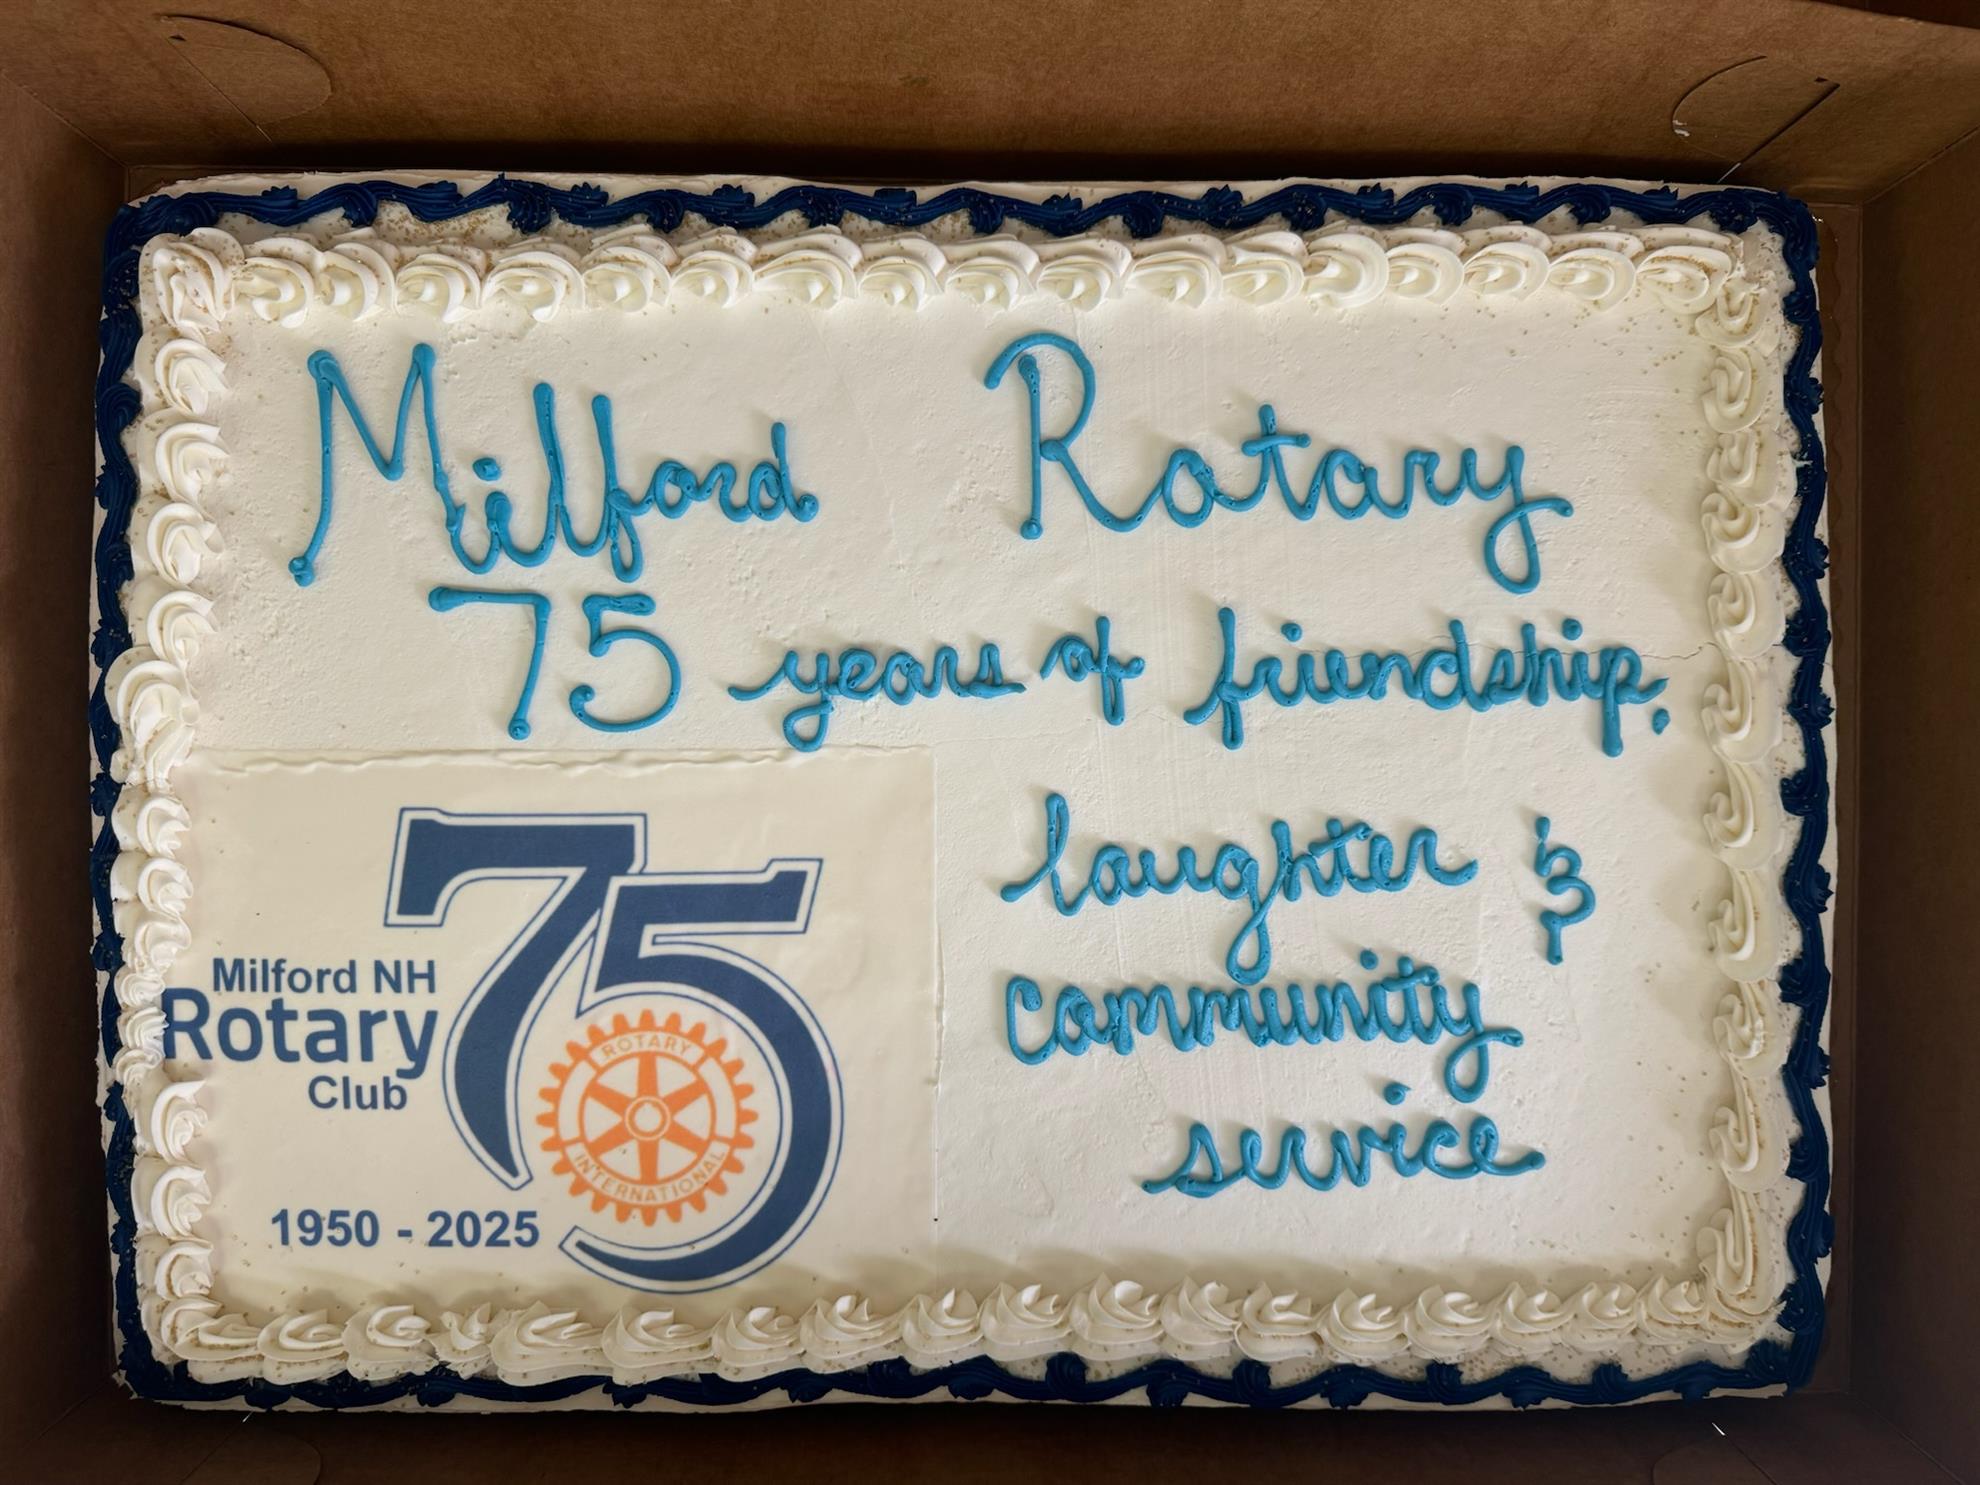 Milford Rotary
75 years of friendship,
laughter &
community
service
75
Milford NH
Rotary
Club
ROTARY
INTERNATIONAL
1950 - 2025